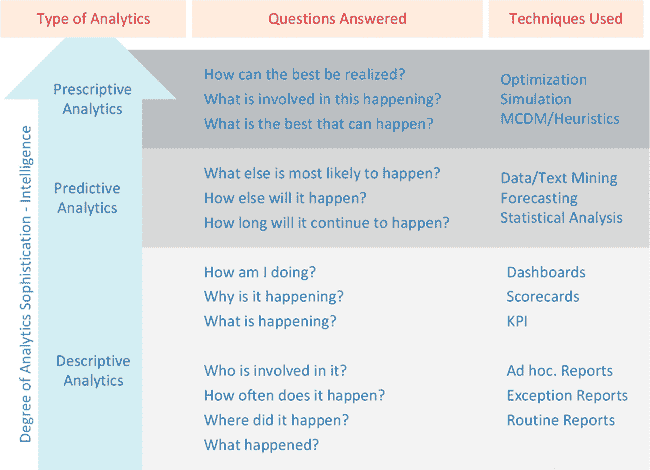 Type of Analytics
Questions Answered
Techniques Used
Degree of Analytics Sophistication - Intelligence
Prescriptive
Analytics
How can the best be realized?
What is involved in this happening?
What is the best that can happen?
Optimization
Simulation
MCDM/Heuristics
Predictive
Analytics
What else is most likely to happen?
How else will it happen?
How long will it continue to happen?
Data/Text Mining
Forecasting
Statistical Analysis
Descriptive
Analytics
How am I doing?
Why is it happening?
What is happening?
Dashboards
Scorecards
KPI
Who is involved in it?
How often does it happen?
Where did it happen?
What happened?
Ad hoc. Reports
Exception Reports
Routine Reports